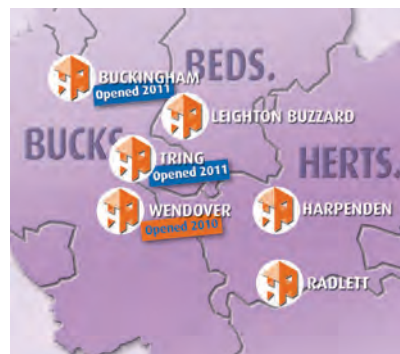 BUCKINGHAM
Opened 2011
BEDS.
LEIGHTON BUZZARD
BUCKS.
TRING
Opened 2011
HERTS.
WENDOVER
Opened 2010
HARPENDEN
RADLETT